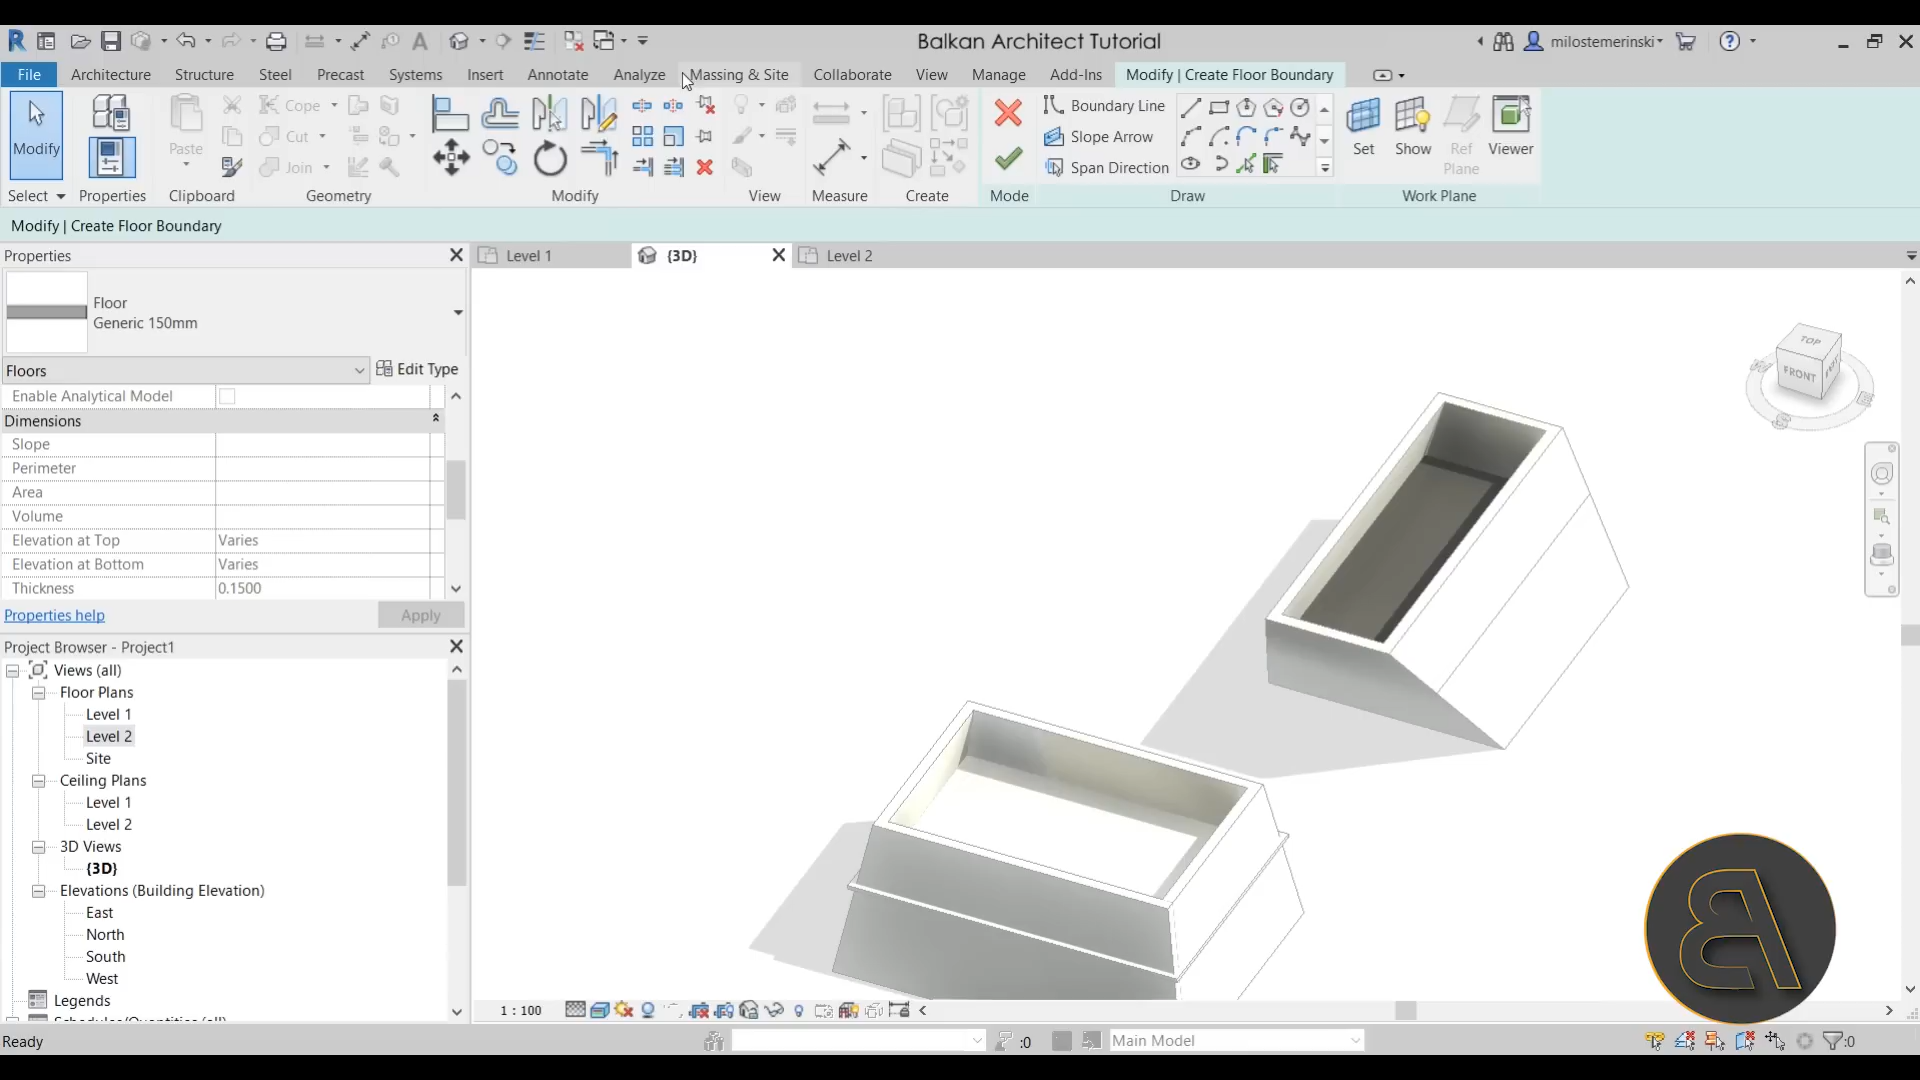 Balkan Architect Tutorial
milostemerinski
File Architecture Structure Steel Precast Systems Insert Annotate Analyze Massing & Site Collaborate View Manage Add-Ins Modify | Create Floor Boundary
Modify
Paste
Cope
Cut
Join
Boundary Line
Slope Arrow
Span Direction
Set
Show
Ref
Plane
Viewer
Select Properties Clipboard Geometry Modify View Measure Create Mode Draw Work Plane
Modify | Create Floor Boundary
Properties
Level 1
{3D}
Level 2
Floor
Generic 150mm
Floors
Edit Type
Enable Analytical Model
Dimensions
Slope
Perimeter
Area
Volume
Elevation at Top Varies
Elevation at Bottom Varies
Thickness 0.1500
Properties help
Apply
TOP
FRONT
Project Browser - Project1
Views (all)
Floor Plans
Level 1
Level 2
Site
Ceiling Plans
Level 1
Level 2
3D Views
{3D}
Elevations (Building Elevation)
East
North
South
West
Legends
Schedules/Quantities (all)
1 : 100
Ready
:0
Main Model
:0